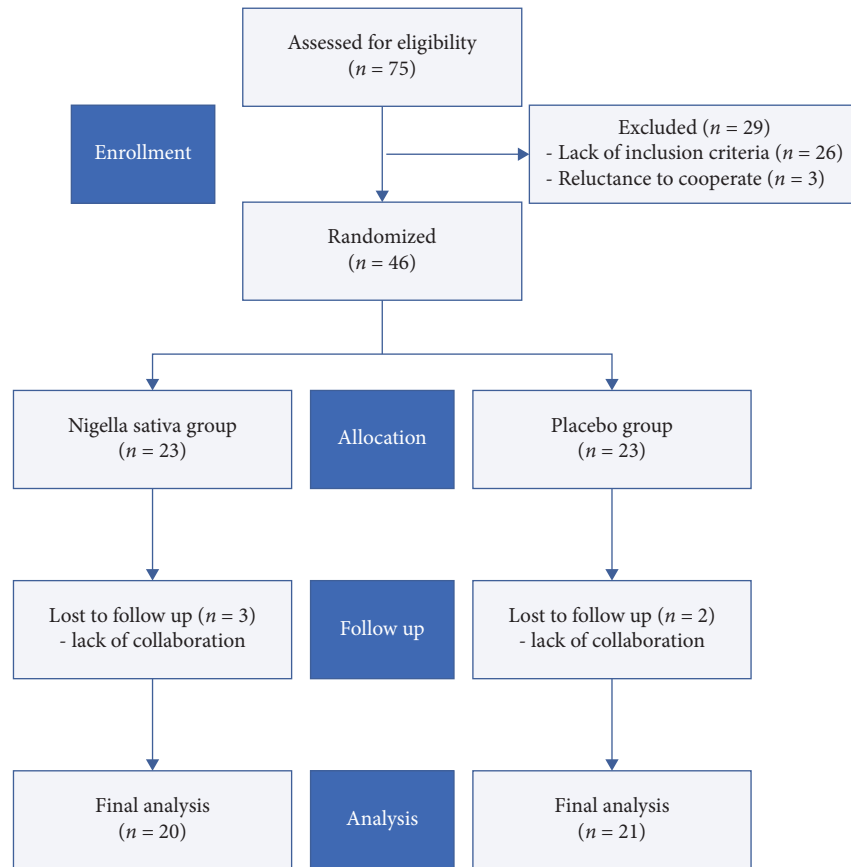 Assessed for eligibility
(n = 75)
Enrollment
Excluded (n = 29)
- Lack of inclusion criteria (n = 26)
- Reluctance to cooperate (n = 3)
Randomized
(n = 46)
Nigella sativa group
(n = 23)
Allocation
Placebo group
(n = 23)
Lost to follow up (n = 3)
- lack of collaboration
Follow up
Lost to follow up (n = 2)
- lack of collaboration
Final analysis
(n = 20)
Analysis
Final analysis
(n = 21)